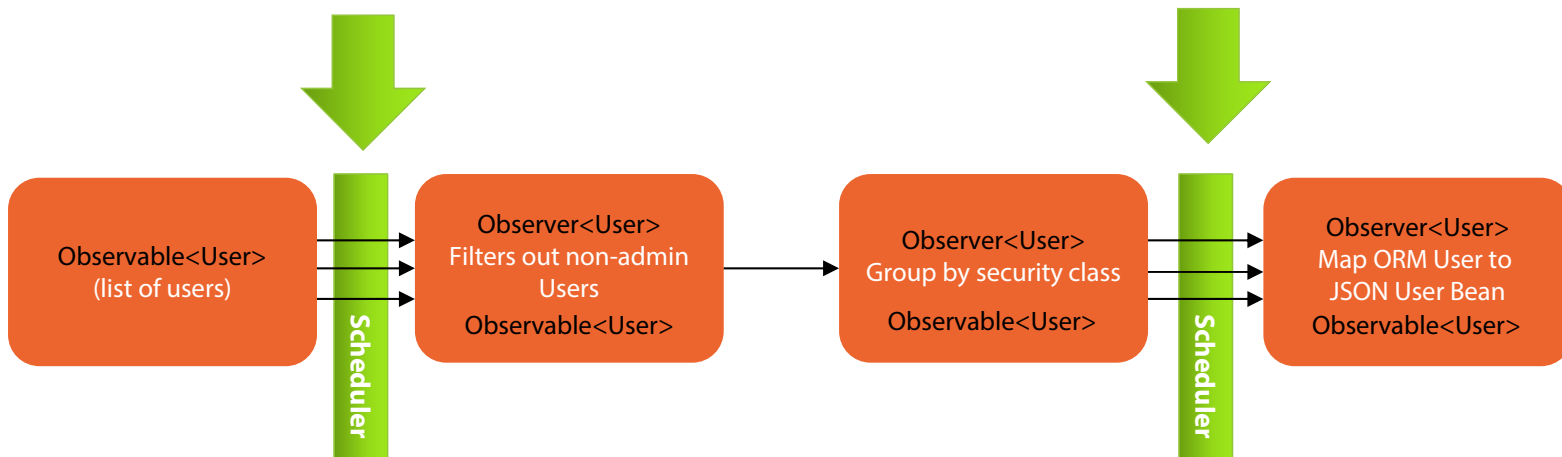 Observable<User>
(list of users)
Scheduler
Observer<User>
Filters out non-admin
Users
Observable<User>
Observer<User>
Group by security class
Observable<User>
Scheduler
Observer<User>
Map ORM User to
JSON User Bean
Observable<User>